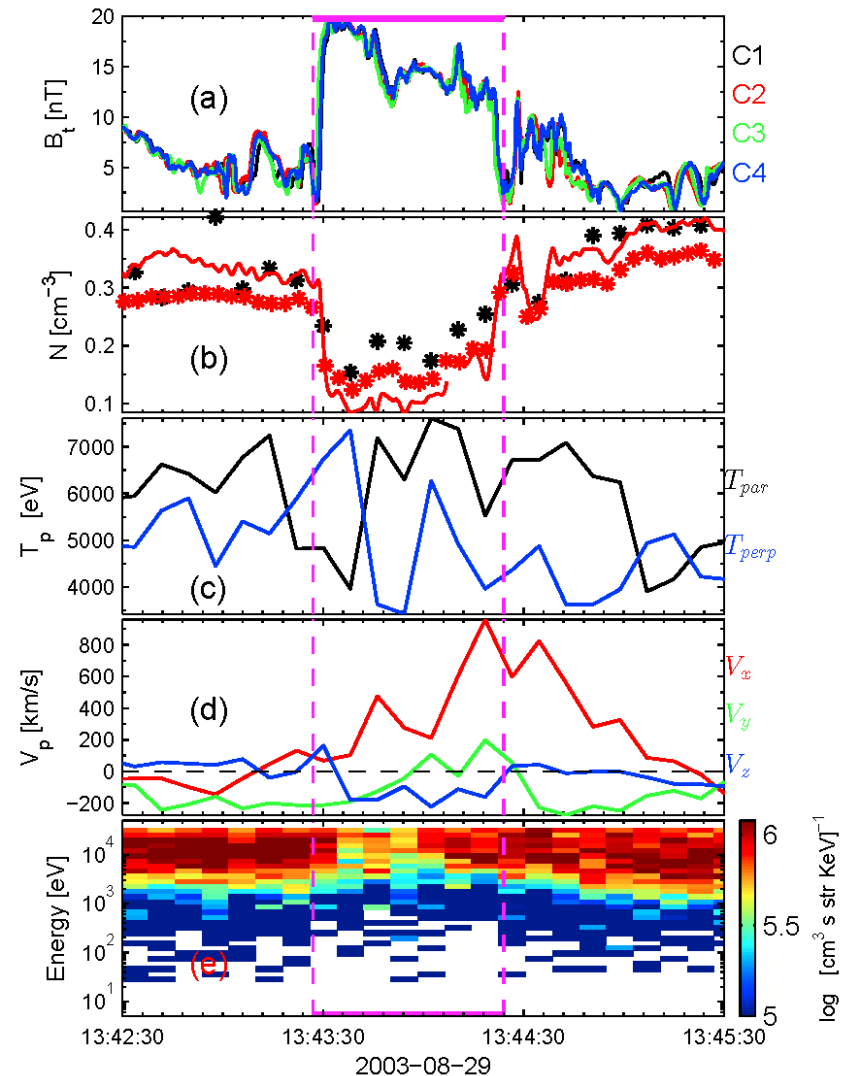 20
15
10
5
B_t [nT]
(a)
C1
C2
C3
C4
0.4
0.3
0.2
0.1
N [cm^−3]
(b)
7000
6000
5000
4000
T_p [eV]
(c)
T_par
T_perp
800
600
400
200
0
−200
V_p [km/s]
(d)
V_x
V_y
V_z
10^4
10^3
10^2
10^1
Energy [eV]
(e)
6
5.5
5
log [cm^3 s str KeV]^−1
13:42:30 13:43:30 13:44:30 13:45:30
2003−08−29